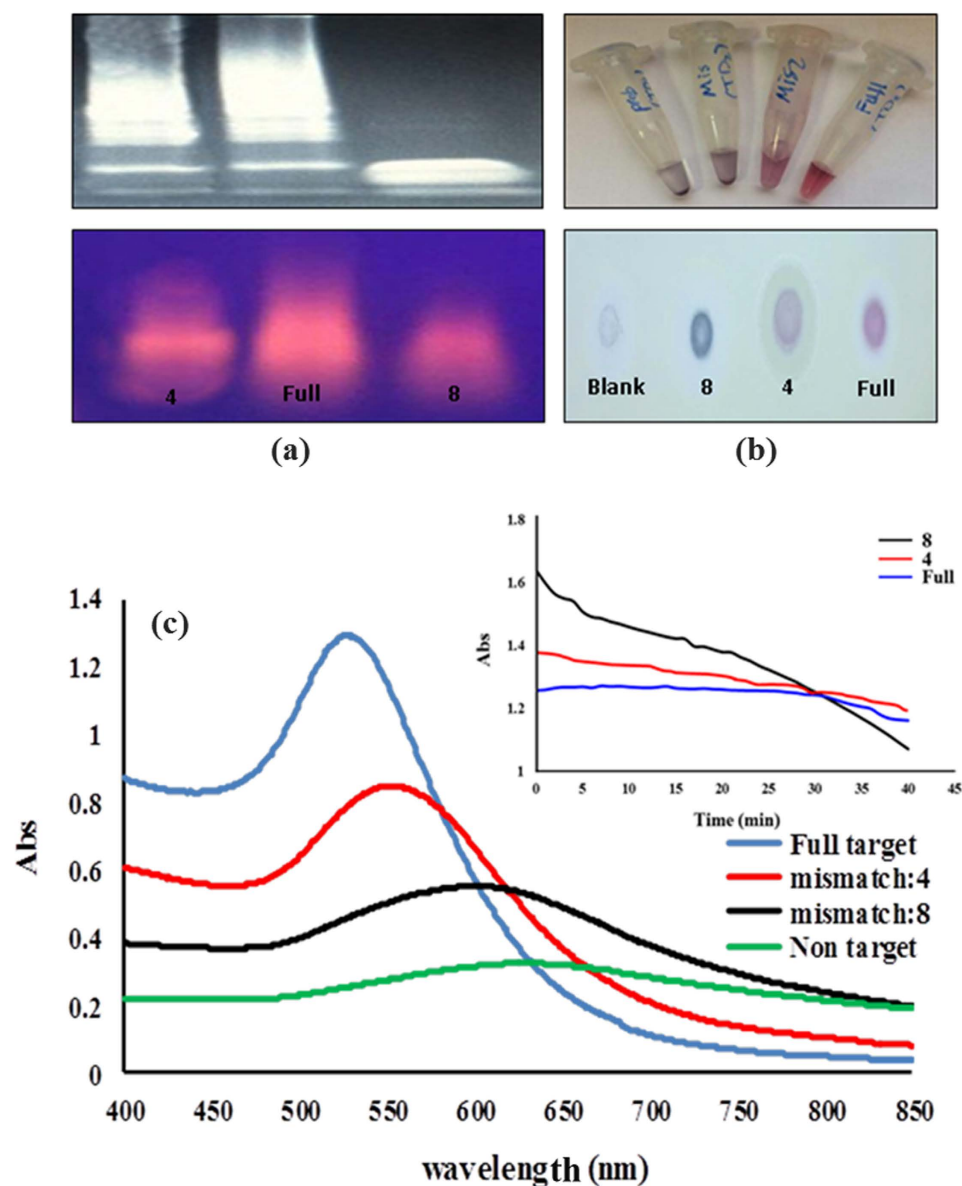 4 Full 8
Blank 8 4 Full
(a) (b)
(c)
Mis
Mis2
Full
8
4
Full
Abs
1.8
1.6
1.4
1.2
1
0 5 10 15 20 25 30 35 40 45
Time (min)
Full target
mismatch:4
mismatch:8
Non target
Abs
1.4
1.2
1
0.8
0.6
0.4
0.2
0
400 450 500 550 600 650 700 750 800 850
wavelength (nm)